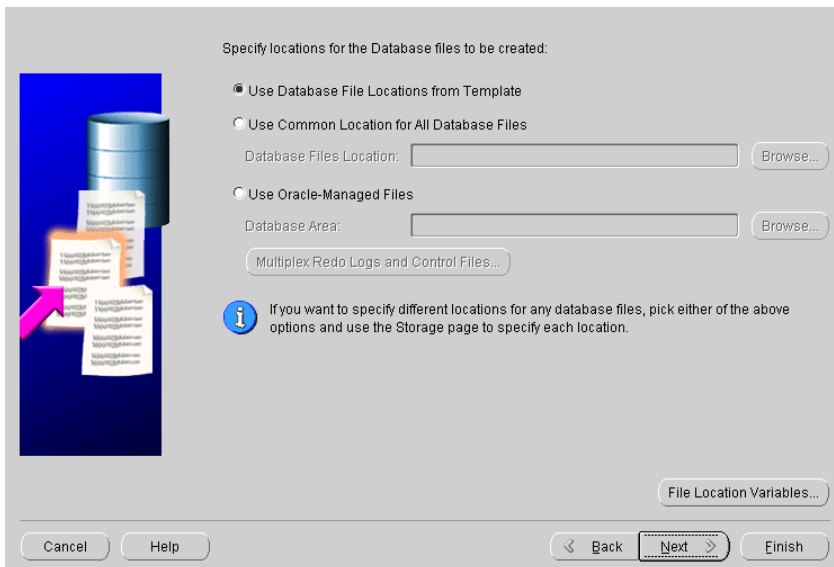 Specify locations for the Database files to be created:
Use Database File Locations from Template
Use Common Location for All Database Files
Database Files Location:
Browse...
Use Oracle-Managed Files
Database Area:
Browse...
Multiplex Redo Logs and Control Files...
If you want to specify different locations for any database files, pick either of the above
options and use the Storage page to specify each location.
File Location Variables...
Cancel
Help
Back
Next
Finish